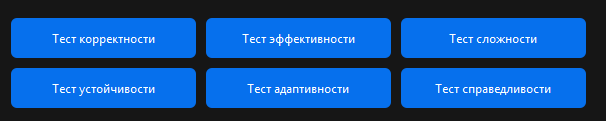 Тест корректности
Тест эффективности
Тест сложности
Тест устойчивости
Тест адаптивности
Тест справедливости